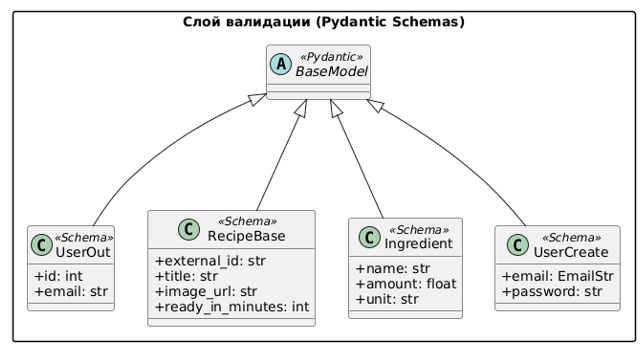 Слой валидации (Pydantic Schemas)
A
«Pydantic»
BaseModel
C
«Schema»
UserOut
+id: int
+email: str
C
«Schema»
RecipeBase
+external_id: str
+title: str
+image_url: str
+ready_in_minutes: int
C
«Schema»
Ingredient
+name: str
+amount: float
+unit: str
C
«Schema»
UserCreate
+email: EmailStr
+password: str